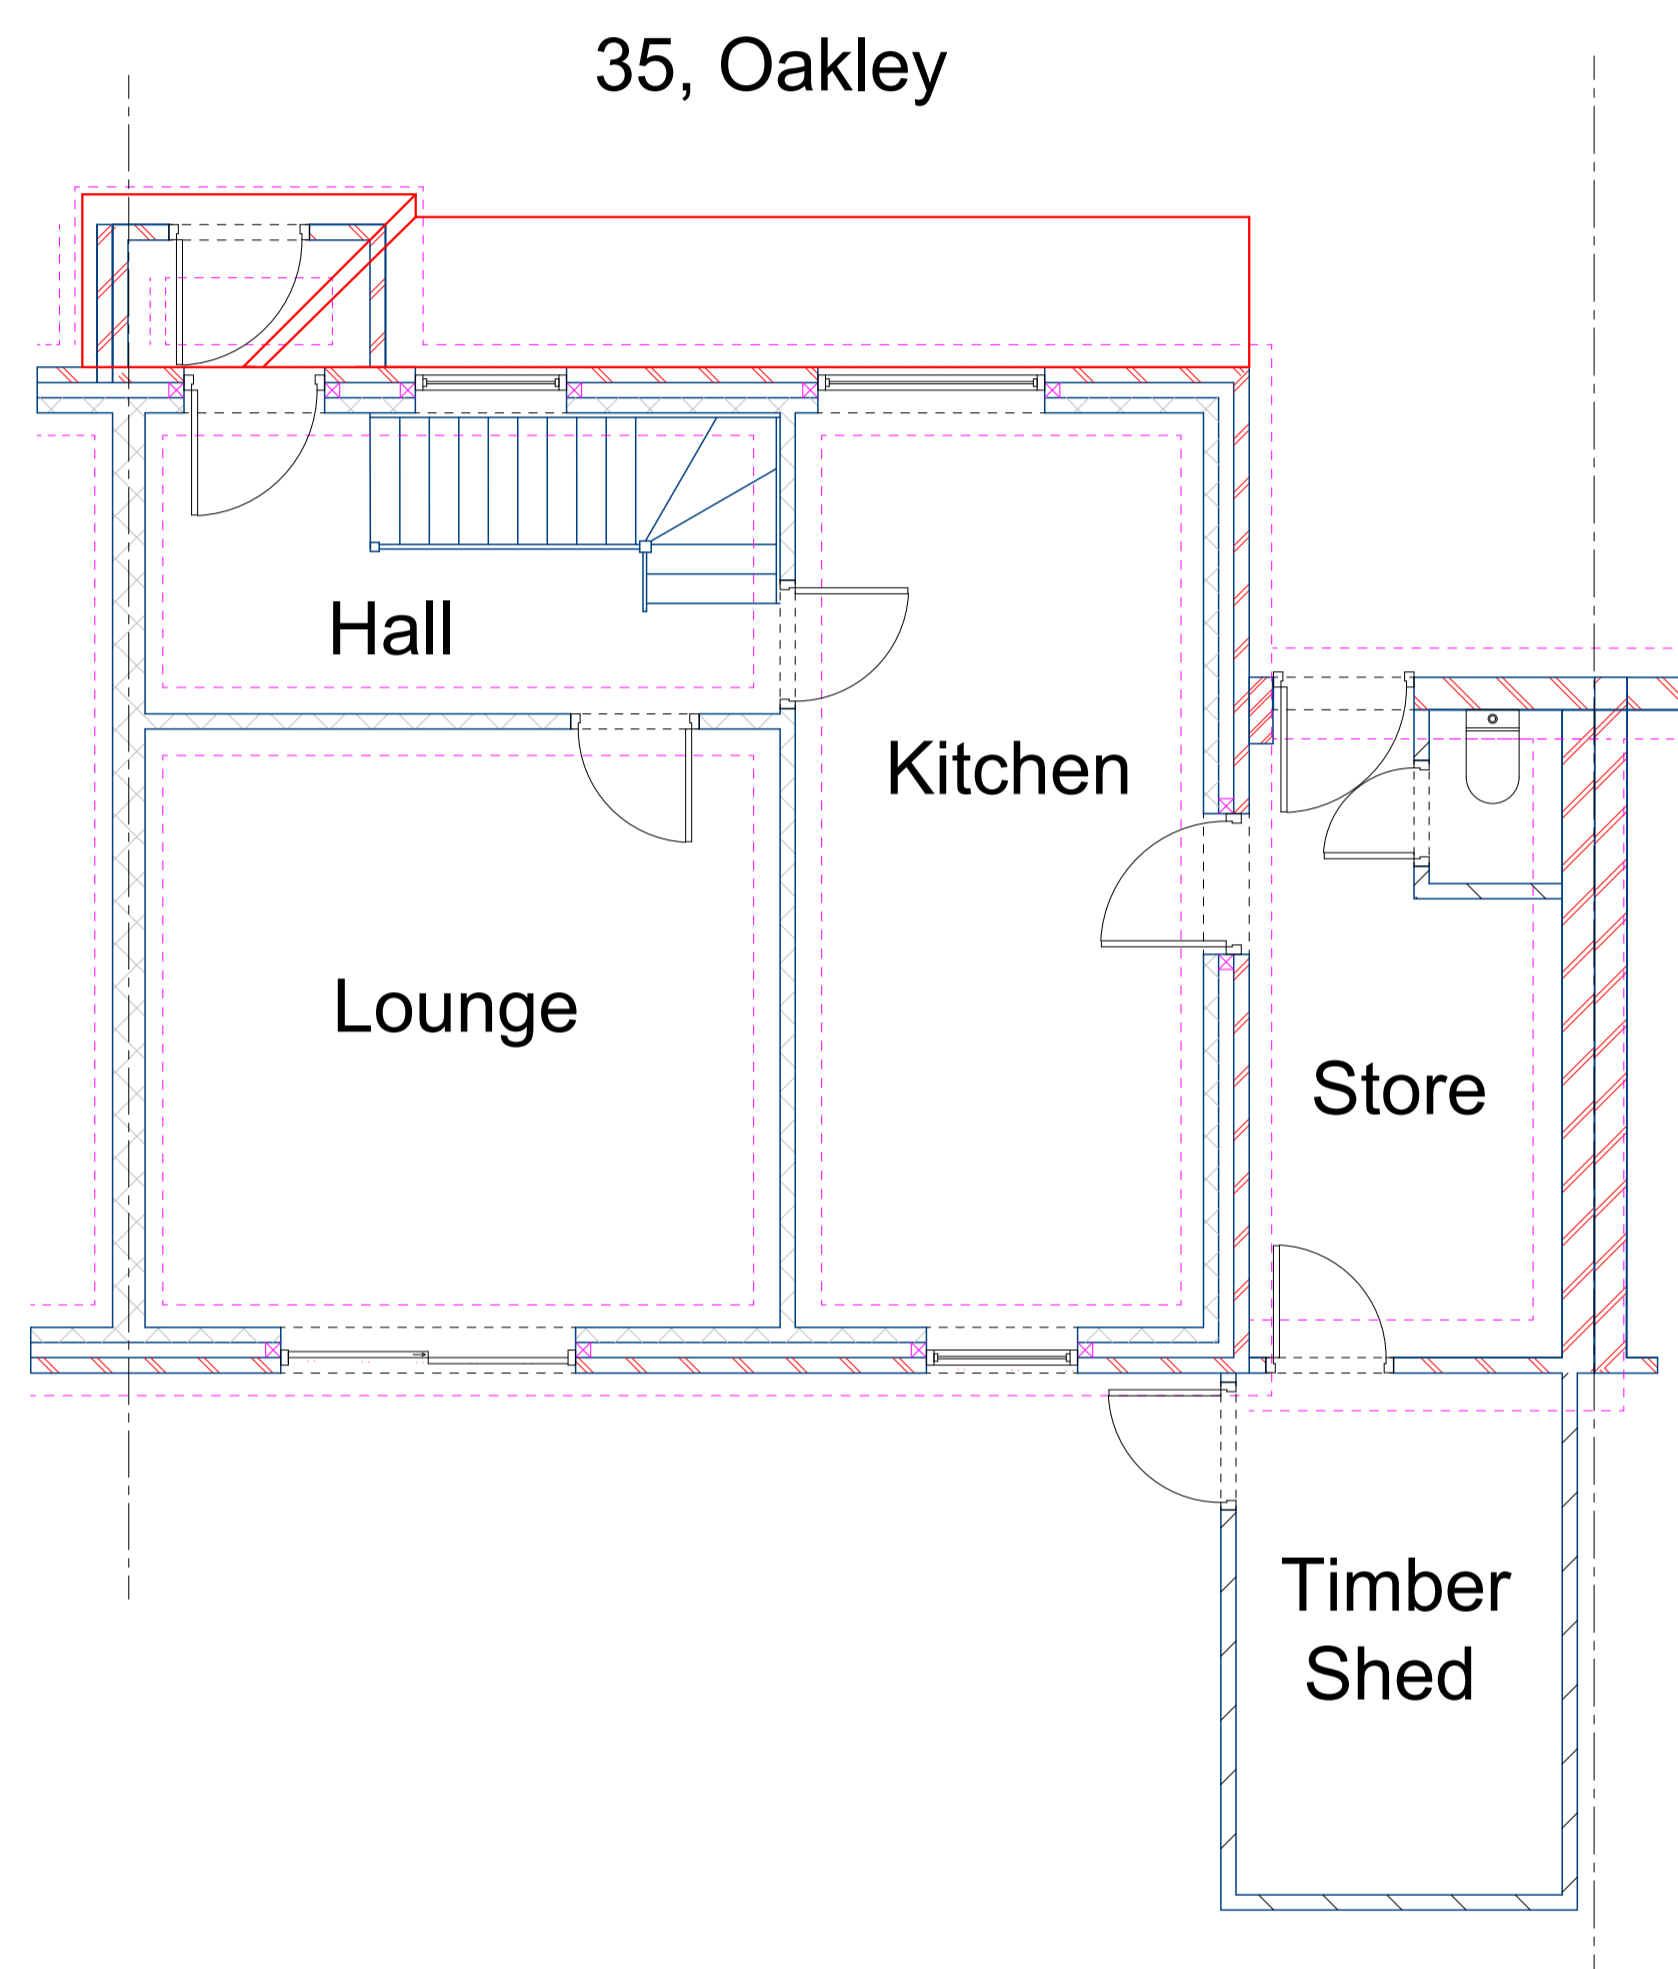 35, Oakley
Hall
Kitchen
Lounge
Store
Timber
Shed